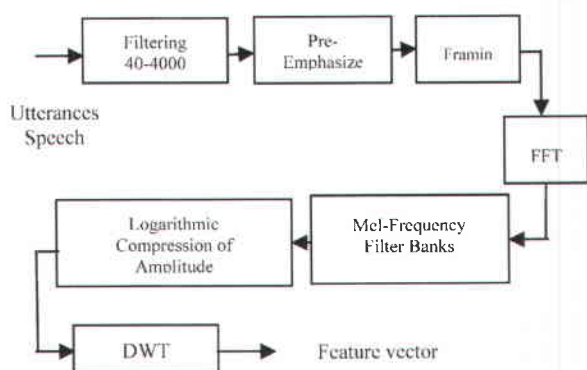 Filtering
40-4000
Pre-
Emphasize
Framin
Utterances
Speech
FFT
Mel-Frequency
Filter Banks
Logarithmic
Compression of
Amplitude
DWT
Feature vector